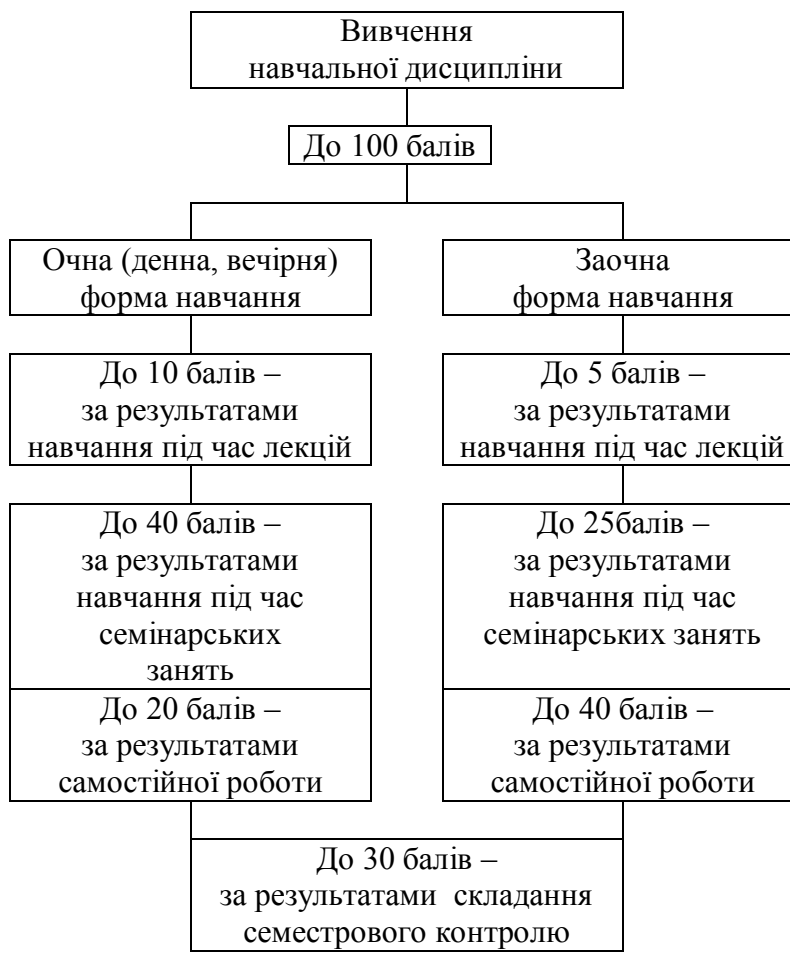 Вивчення
навчальної дисципліни
До 100 балів
Очна (денна, вечірня)
форма навчання
Заочна
форма навчання
До 10 балів –
за результатами
навчання під час лекцій
До 5 балів –
за результатами
навчання під час лекцій
До 40 балів –
за результатами
навчання під час
семінарських
занять
До 25балів –
за результатами
навчання під час
семінарських занять
До 20 балів –
за результатами
самостійної роботи
До 40 балів –
за результатами
самостійної роботи
До 30 балів –
за результатами складання
семестрового контролю